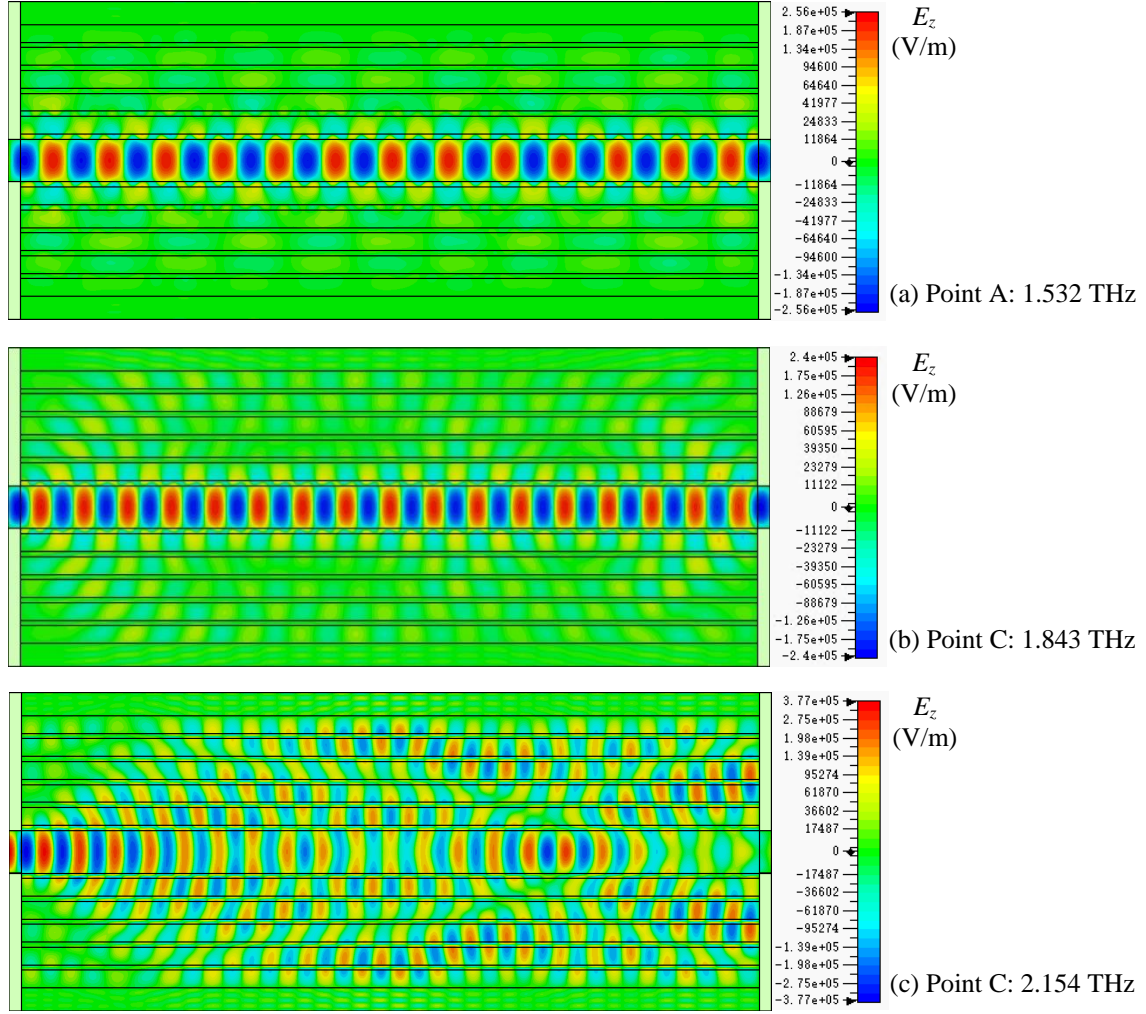 2.56e+05
1.87e+05
1.34e+05
94600
64640
41977
24833
11864
0
-11864
-24833
-41977
-64640
-94600
-1.34e+05
-1.87e+05
-2.56e+05
Ez
(V/m)
(a) Point A: 1.532 THz
2.4e+05
1.75e+05
1.26e+05
88679
60595
39350
23279
11122
0
-11122
-23279
-39350
-60595
-88679
-1.26e+05
-1.75e+05
-2.4e+05
Ez
(V/m)
(b) Point C: 1.843 THz
3.77e+05
2.75e+05
1.98e+05
1.39e+05
95274
61870
36602
17487
0
-17487
-36602
-61870
-95274
-1.39e+05
-1.98e+05
-2.75e+05
-3.77e+05
Ez
(V/m)
(c) Point C: 2.154 THz